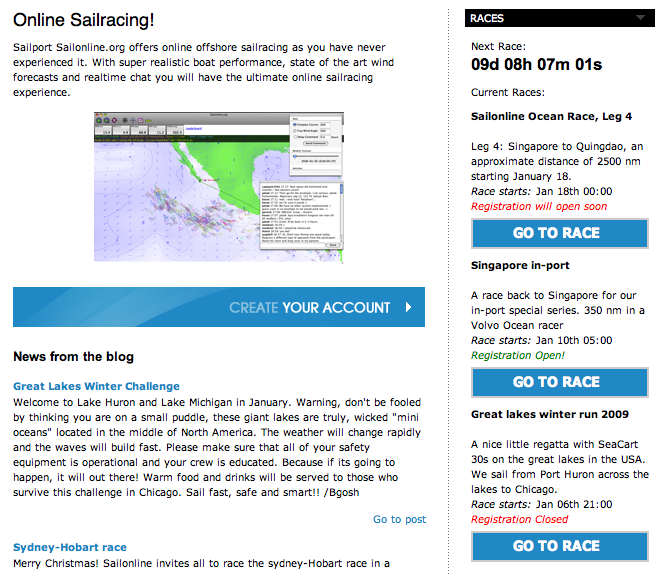 Online Sailracing!
Sailport Sailonline.org offers online offshore sailracing as you have never
experienced it. With super realistic boat performance, state of the art wind
forecasts and realtime chat you will have the ultimate online sailracing
experience.
CREATE YOUR ACCOUNT
News from the blog
Great Lakes Winter Challenge
Welcome to Lake Huron and Lake Michigan in January. Warning, don't be fooled
by thinking you are on a small puddle, these giant lakes are truly, wicked "mini
oceans" located in the middle of North America. The weather will change rapidly
and the waves will build fast. Please make sure that all of your safety
equipment is operational and your crew is educated. Because if its going to
happen, it will out there! Warm food and drinks will be served to those who
survive this challenge in Chicago. Sail fast, safe and smart!! /Bgosh
Go to post
Sydney-Hobart race
Merry Christmas! Sailonline invites all to race the sydney-Hobart race in a
RACES
Next Race:
09d 08h 07m 01s
Current Races:
Sailonline Ocean Race, Leg 4
Leg 4: Singapore to Quingdao, an
approximate distance of 2500 nm
starting January 18.
Race starts: Jan 18th 00:00
Registration will open soon
GO TO RACE
Singapore in-port
A race back to Singapore for our
in-port special series. 350 nm in a
Volvo Ocean racer
Race starts: Jan 10th 05:00
Registration Open!
GO TO RACE
Great lakes winter run 2009
A nice little regatta with SeaCart
30s on the great lakes in the USA.
We sail from Port Huron across the
lakes to Chicago.
Race starts: Jan 06th 21:00
Registration Closed
GO TO RACE